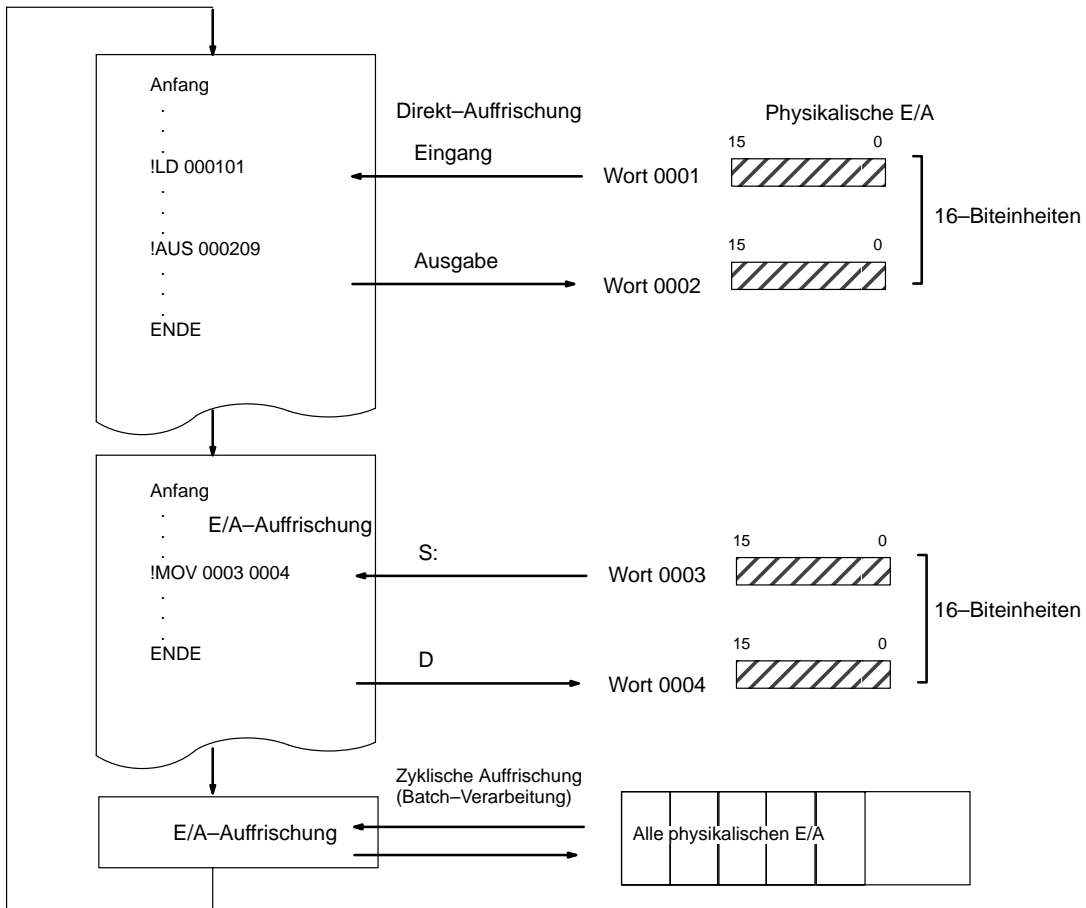 Anfang
.
.
.
!LD 000101
.
.
.
!AUS 000209
.
.
.
ENDE
Direkt–Auffrischung
Eingang
Ausgabe
Physikalische E/A
15 0
Wort 0001
15 0
Wort 0002
16–Biteinheiten
Anfang
.
.
.
E/A–Auffrischung
!MOV 0003 0004
.
.
.
ENDE
S:
D
15 0
Wort 0003
15 0
Wort 0004
16–Biteinheiten
Zyklische Auffrischung
(Batch–Verarbeitung)
E/A–Auffrischung
Alle physikalischen E/A